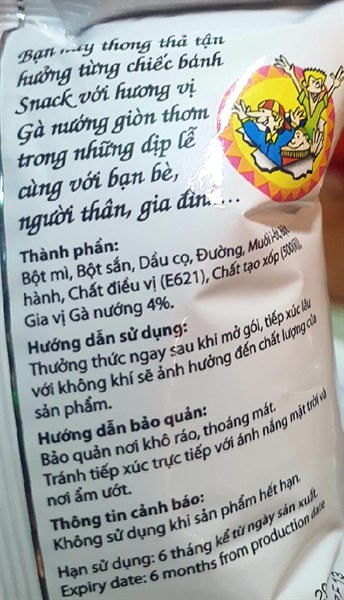 Bạn thong thả tận
hưởng từng chiếc bánh
Snack với hương vị
Gà nướng giòn thơm
trong những dịp lễ
cùng với bạn bè,
người thân, gia
Thành phần:
Bột mì, Bột sắn, Dầu cọ, Đường, Muối
hành, Chất điều vị (E621), Chất tạo xốp
Gia vị Gà nướng 4%.
Hướng dẫn sử dụng:
Thưởng thức ngay sau khi mở gói, tiếp xúc lâu
với không khí sẽ ảnh hưởng đến chất lượng của
sản phẩm.
Hướng dẫn bảo quản:
Bảo quản nơi khô ráo, thoáng mát.
Tránh tiếp xúc trực tiếp với ánh nắng mặt trời và
nơi ẩm ướt.
Thông tin cảnh báo:
Không sử dụng khi sản phẩm hết hạn.
Hạn sử dụng: 6 tháng kể từ ngày sản xuất.
Expiry date: 6 months from production date